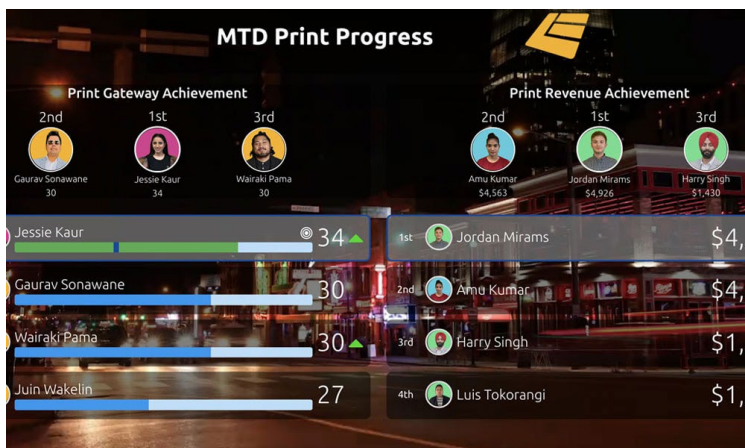 MTD Print Progress
Print Gateway Achievement
2nd
1st
3rd
Gaurav Sonawane
30
Jessie Kaur
34
Wairaki Pama
30
Print Revenue Achievement
2nd
1st
3rd
Amu Kumar
$4,563
Jordan Mirams
$4,926
Harry Singh
$1,430
Jessie Kaur 34
Gaurav Sonawane 30
Wairaki Pama 30
Juin Wakelin 27
1st Jordan Mirams $4,
2nd Amu Kumar $4,
3rd Harry Singh $1,
4th Luis Tokorangi $1,